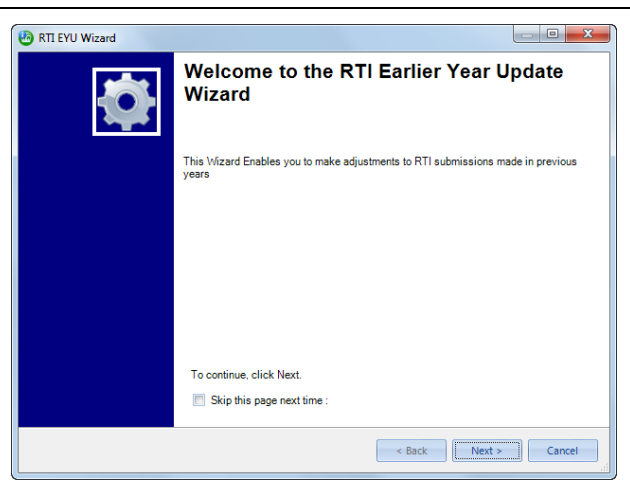 RTI EYU Wizard
Welcome to the RTI Earlier Year Update
Wizard
This Wizard Enables you to make adjustments to RTI submissions made in previous
years
To continue, click Next.
Skip this page next time :
< Back
Next >
Cancel